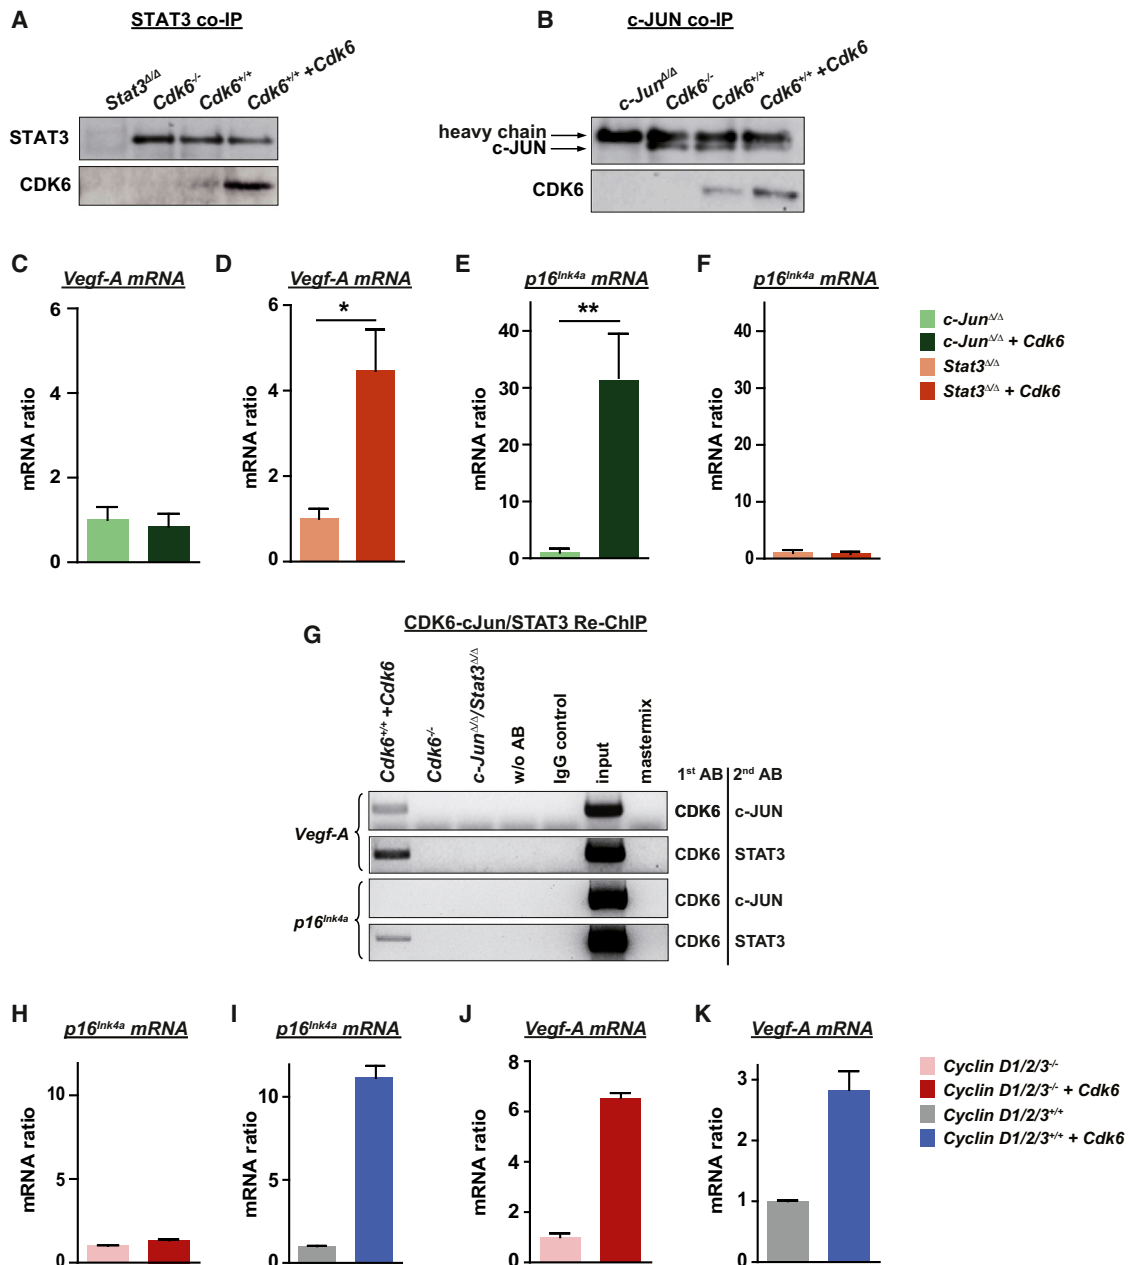 A
STAT3 co-IP
Stat3Δ/Δ
Cdk6-/-
Cdk6+/+
Cdk6+/+ +Cdk6
STAT3
CDK6
B
c-JUN co-IP
c-JunΔ/Δ
Cdk6-/-
Cdk6+/+
Cdk6+/+ +Cdk6
heavy chain
c-JUN
CDK6
C
Vegf-A mRNA
mRNA ratio
6
4
2
0
D
Vegf-A mRNA
mRNA ratio
6
4
2
0
*
E
p16Ink4a mRNA
mRNA ratio
40
30
20
10
0
**
F
p16Ink4a mRNA
mRNA ratio
40
30
20
10
0
c-JunΔ/Δ
c-JunΔ/Δ + Cdk6
Stat3Δ/Δ
Stat3Δ/Δ + Cdk6
G
CDK6-cJun/STAT3 Re-ChIP
Cdk6+/+ +Cdk6
Cdk6-/-
c-JunΔ/Δ/Stat3Δ/Δ
w/o AB
IgG control
input
mastermix
1st AB 2nd AB
Vegf-A
CDK6 c-JUN
CDK6 STAT3
p16Ink4a
CDK6 c-JUN
CDK6 STAT3
H
p16Ink4a mRNA
mRNA ratio
10
5
0
I
p16Ink4a mRNA
mRNA ratio
10
5
0
J
Vegf-A mRNA
mRNA ratio
8
6
4
2
0
K
Vegf-A mRNA
mRNA ratio
3
2
1
0
Cyclin D1/2/3-/-
Cyclin D1/2/3-/- + Cdk6
Cyclin D1/2/3+/+
Cyclin D1/2/3+/+ + Cdk6